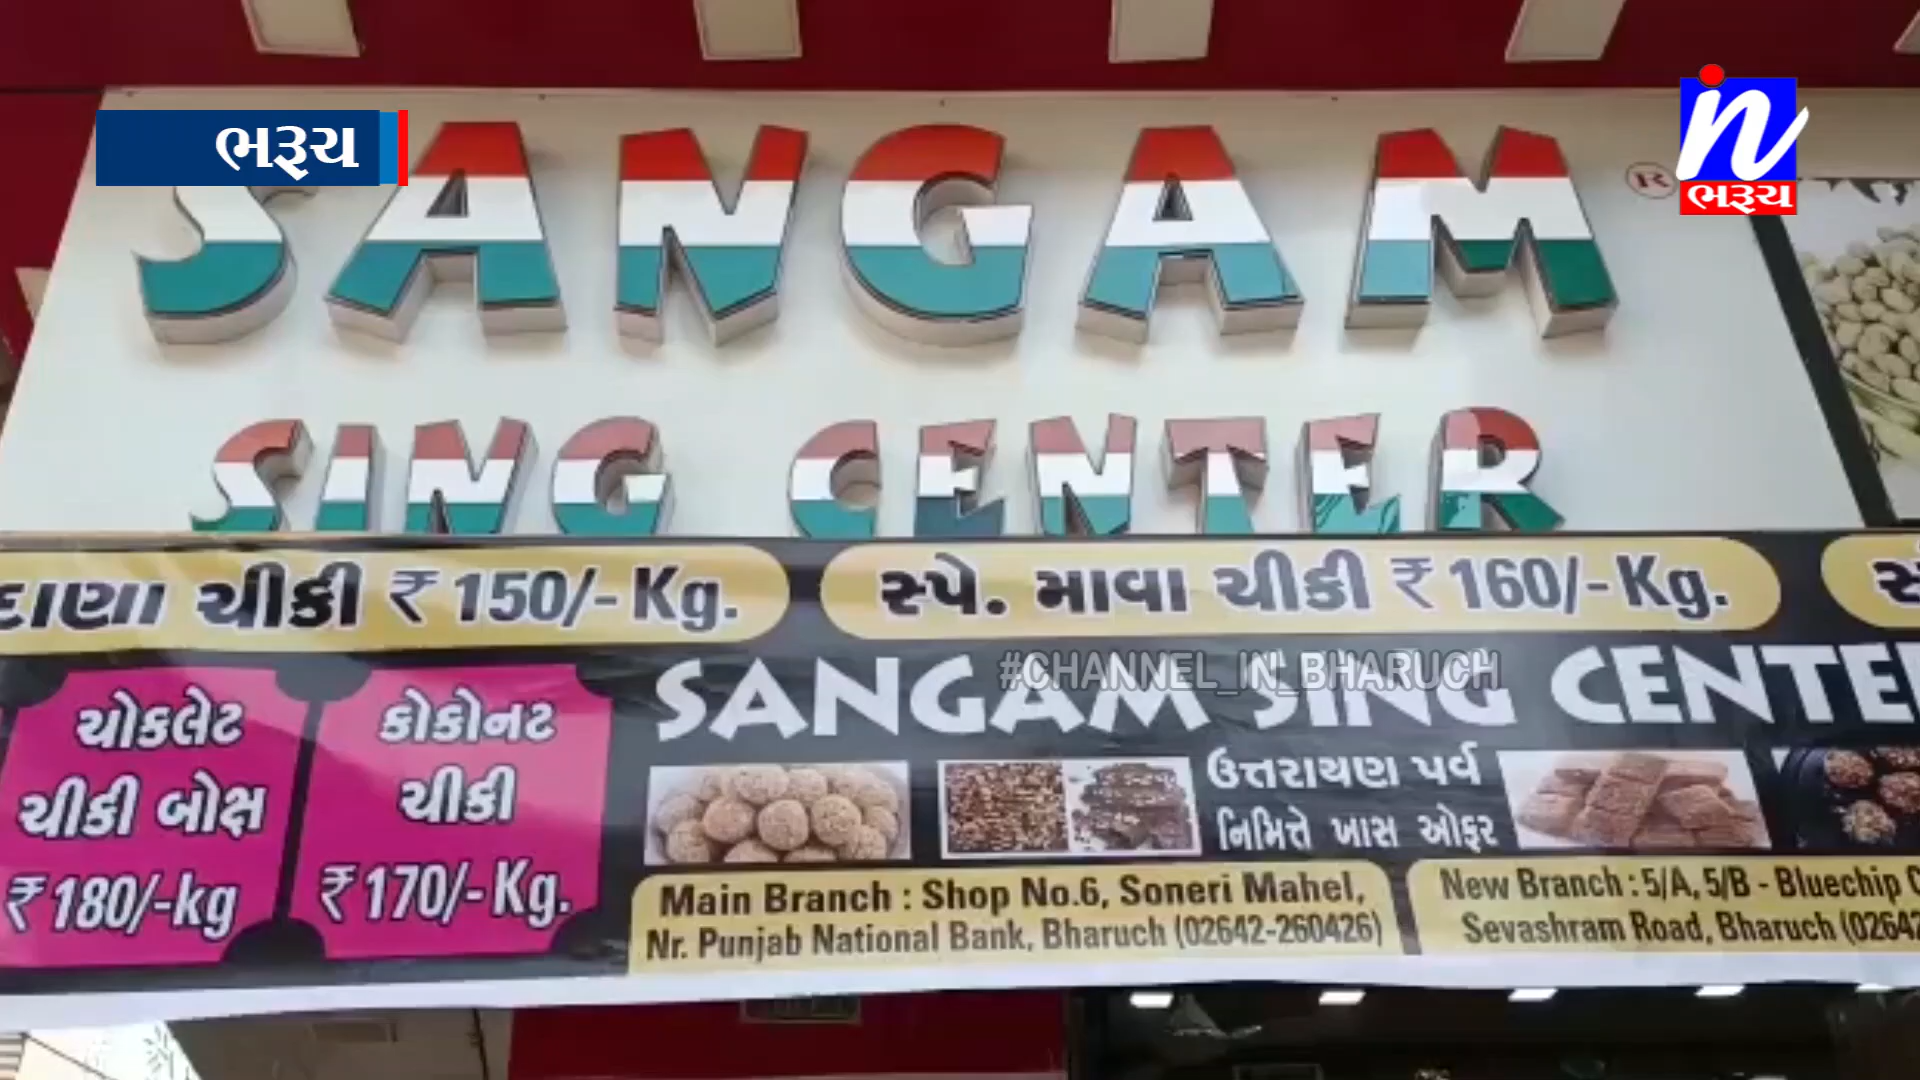 ભરૂચ
SANGAM
®
ભરૂચ
SING CENTER
દાણા ચીકી ₹ 150/- Kg.
સ્પે. માવા ચીકી ₹ 160/- Kg.
ચોકલેટ
ચીકી બોક્ષ
₹ 180/-kg
કોકોનટ
ચીકી
₹ 170/- Kg.
#CHANNEL_IN_BHARUCH
SANGAM SING CENTE
ઉત્તરાયણ પર્વ
નિમિત્તે ખાસ ઓફર
Main Branch : Shop No.6, Soneri Mahel,
Nr. Punjab National Bank, Bharuch (02642-260426)
New Branch : 5/A, 5/B - Bluechip C
Sevashram Road, Bharuch (02642